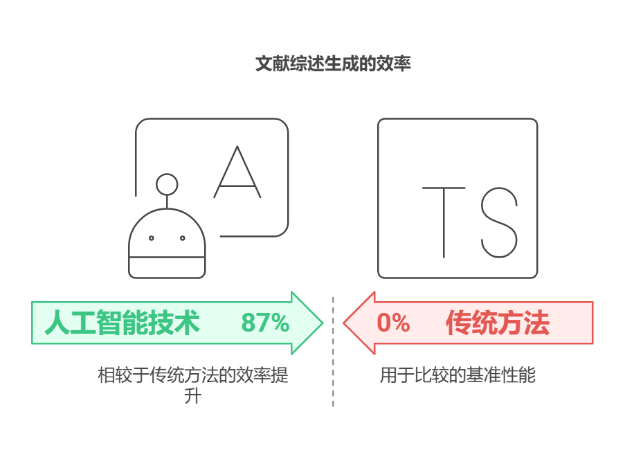 文献综述生成的效率
A
TS
人工智能技术 87%
0% 传统方法
相较于传统方法的效率提
升
用于比较的基准性能